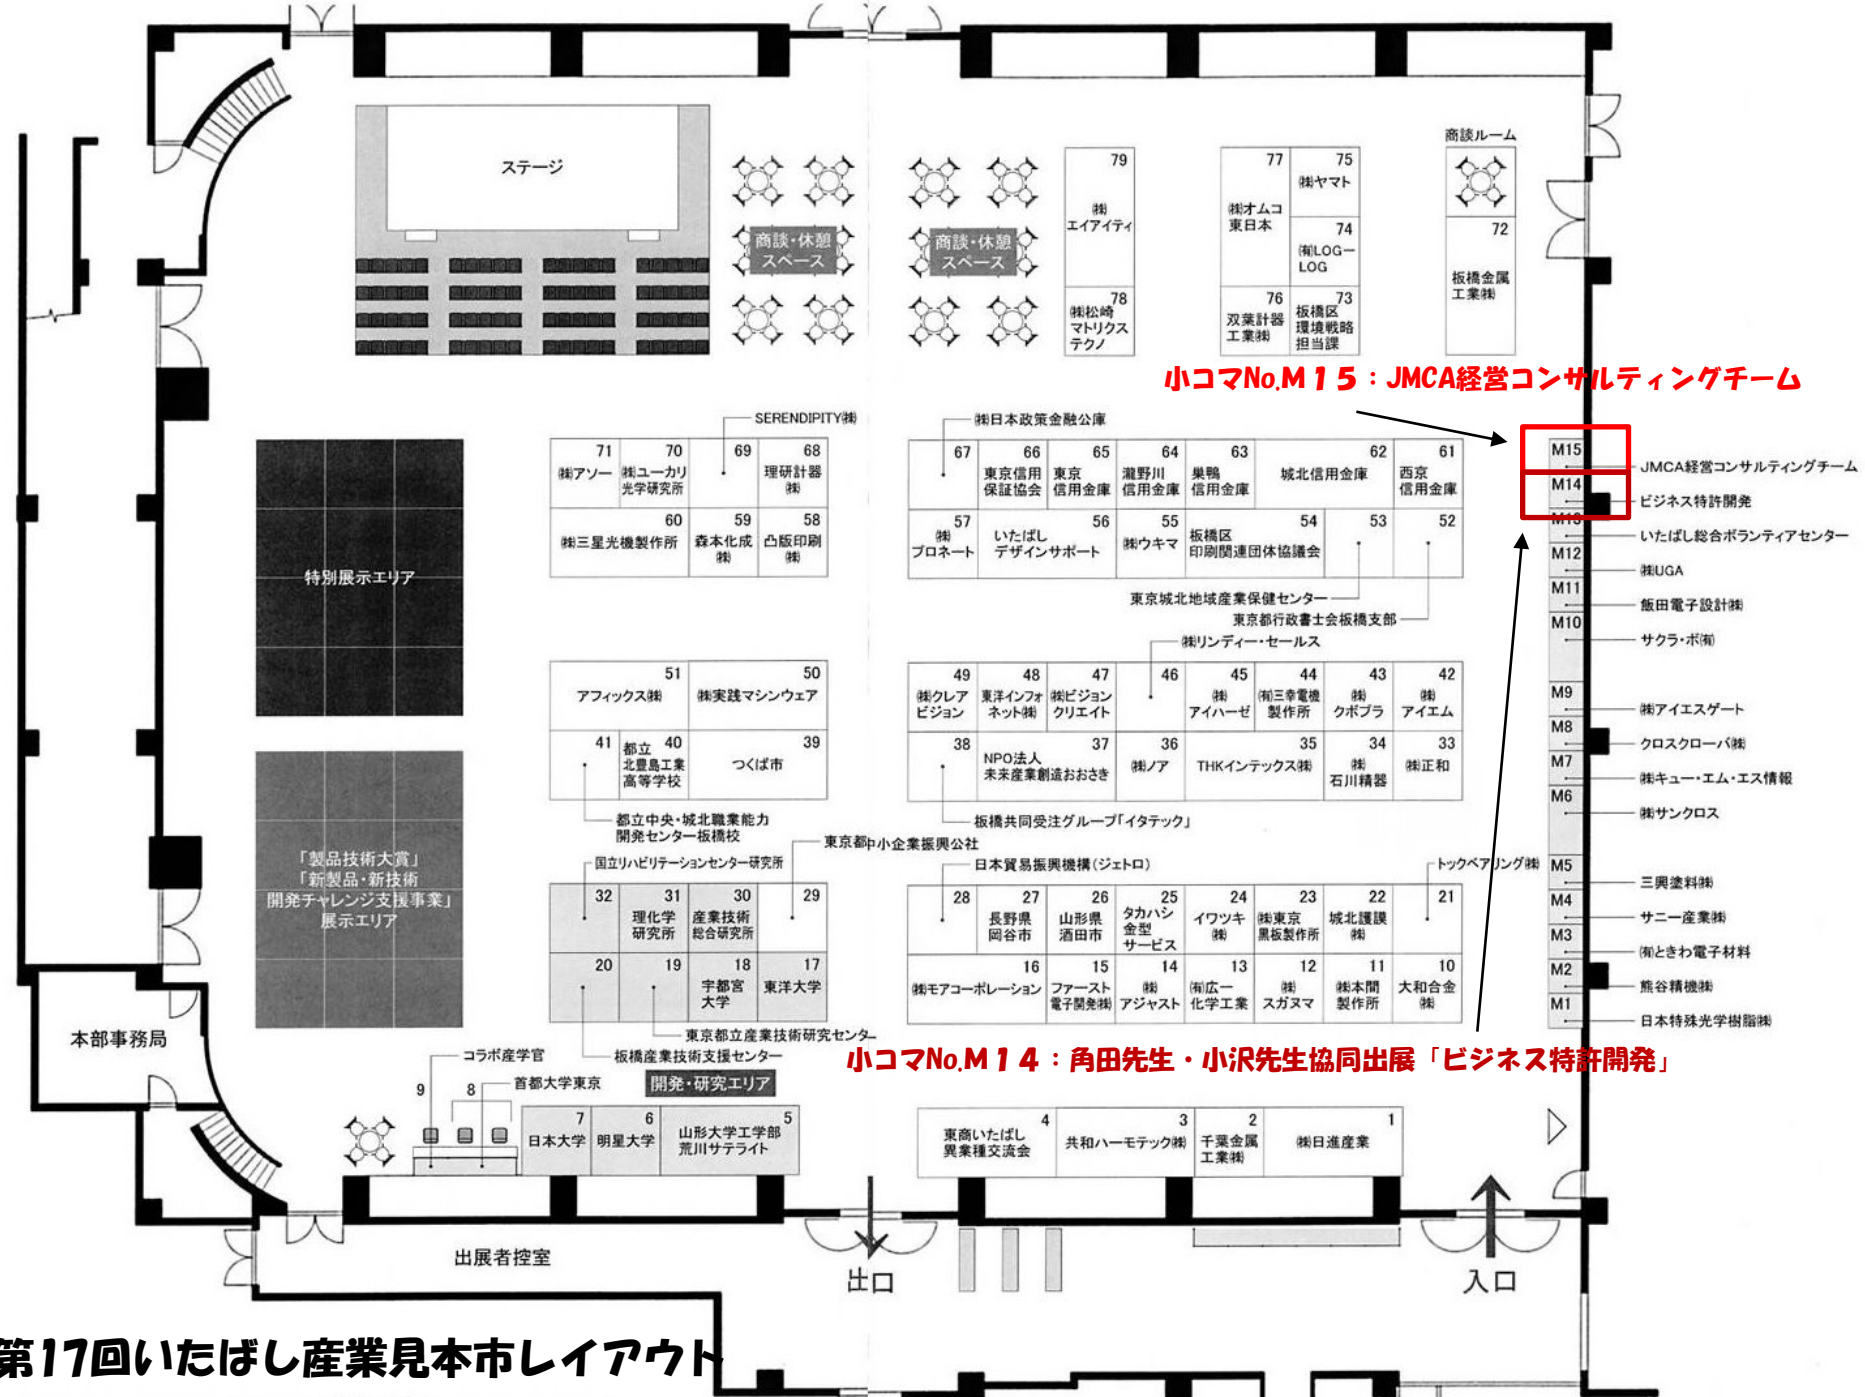 ステージ
商談・休憩
スペース
商談・休憩
スペース
79
㈱
エイアイティ
78
㈱松崎
マトリクス
テクノ
77
㈱オムコ
東日本
75
㈱ヤマト
74
㈲LOGー
LOG
76
双葉計器
工業㈱
73
板橋区
環境戦略
担当課
商談ルーム
72
板橋金属
工業㈱
小コマNo.M15：JMCA経営コンサルティングチーム
SERENDIPITY㈱
㈱日本政策金融公庫
71
㈱アソー
70
㈱ユーカリ
光学研究所
69
68
理研計器
㈱
60
㈱三星光機製作所
59
森本化成
㈱
58
凸版印刷
㈱
67
66
東京信用
保証協会
65
東京
信用金庫
64
瀧野川
信用金庫
63
巣鴨
信用金庫
62
城北信用金庫
61
西京
信用金庫
57
㈱
プロネート
56
いたばし
デザインサポート
55
㈱ウキマ
54
板橋区
印刷関連団体協議会
53
52
東京城北地域産業保健センター
東京都行政書士会板橋支部
㈱リンディー・セールス
特別展示エリア
51
アフィックス㈱
50
㈱実践マシンウェア
41
40
都立
北豊島工業
高等学校
39
つくば市
都立中央・城北職業能力
開発センター板橋校
49
㈱クレア
ビジョン
48
東洋インフォ
ネット㈱
47
㈱ビジョン
クリエイト
46
45
㈱
アイハーゼ
44
㈲三幸電機
製作所
43
㈱
クボプラ
42
㈱
アイエム
38
37
NPO法人
未来産業創造おおさき
36
㈱ノア
35
THKインテックス㈱
34
㈱
石川精器
33
㈱正和
板橋共同受注グループ「イタテック」
東京都中小企業振興公社
国立リハビリテーションセンター研究所
日本貿易振興機構(ジェトロ)
トックベアリング㈱
「製品技術大賞」
「新製品・新技術
開発チャレンジ支援事業」
展示エリア
32
31
理化学
研究所
30
産業技術
総合研究所
29
20
19
18
宇都宮
大学
17
東洋大学
東京都立産業技術研究センター
板橋産業技術支援センター
28
27
長野県
岡谷市
26
山形県
酒田市
25
タカハシ
金型
サービス
24
イワツキ
㈱
23
㈱東京
黒板製作所
22
城北護謨
㈱
21
16
㈱モアコーポレーション
15
ファースト
電子開発㈱
14
㈱
アジャスト
13
㈲広一
化学工業
12
㈱
スガヌマ
11
㈱本間
製作所
10
大和合金
㈱
M15
JMCA経営コンサルティングチーム
M14
ビジネス特許開発
M13
いたばし総合ボランティアセンター
M12
㈱UGA
M11
飯田電子設計㈱
M10
サクラ・ボ㈲
M9
㈱アイエスゲート
M8
クロスクローバ㈱
M7
㈱キュー・エム・エス情報
M6
㈱サンクロス
M5
三興塗料㈱
M4
サニー産業㈱
M3
㈲ときわ電子材料
M2
熊谷精機㈱
M1
日本特殊光学樹脂㈱
小コマNo.M14：角田先生・小沢先生協同出展「ビジネス特許開発」
本部事務局
コラボ産学官
9
8
首都大学東京
開発・研究エリア
7
日本大学
6
明星大学
5
山形大学工学部
荒川サテライト
4
東商いたばし
異業種交流会
3
共和ハーモテック㈱
2
千葉金属
工業㈱
1
㈱日進産業
出展者控室
出口
入口
第17回いたばし産業見本市レイアウト